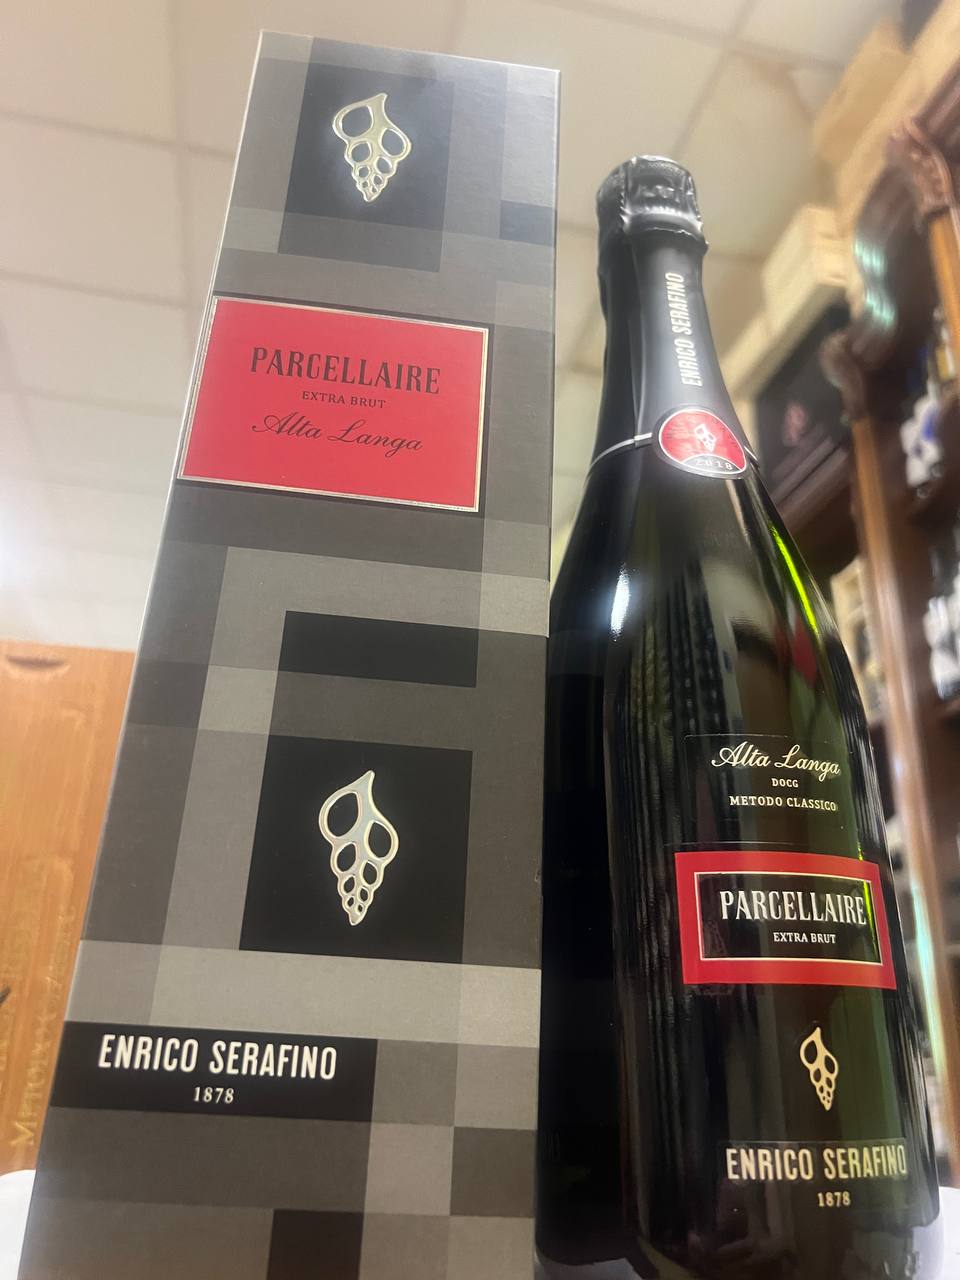 PARCELLAIRE
EXTRA BRUT
Alta Langa
ENRICO SERAFINO
1878
ENRICO SERAFINO
2018
Alta Langa
DOCG
METODO CLASSICO
PARCELLAIRE
EXTRA BRUT
ENRICO SERAFINO
1878